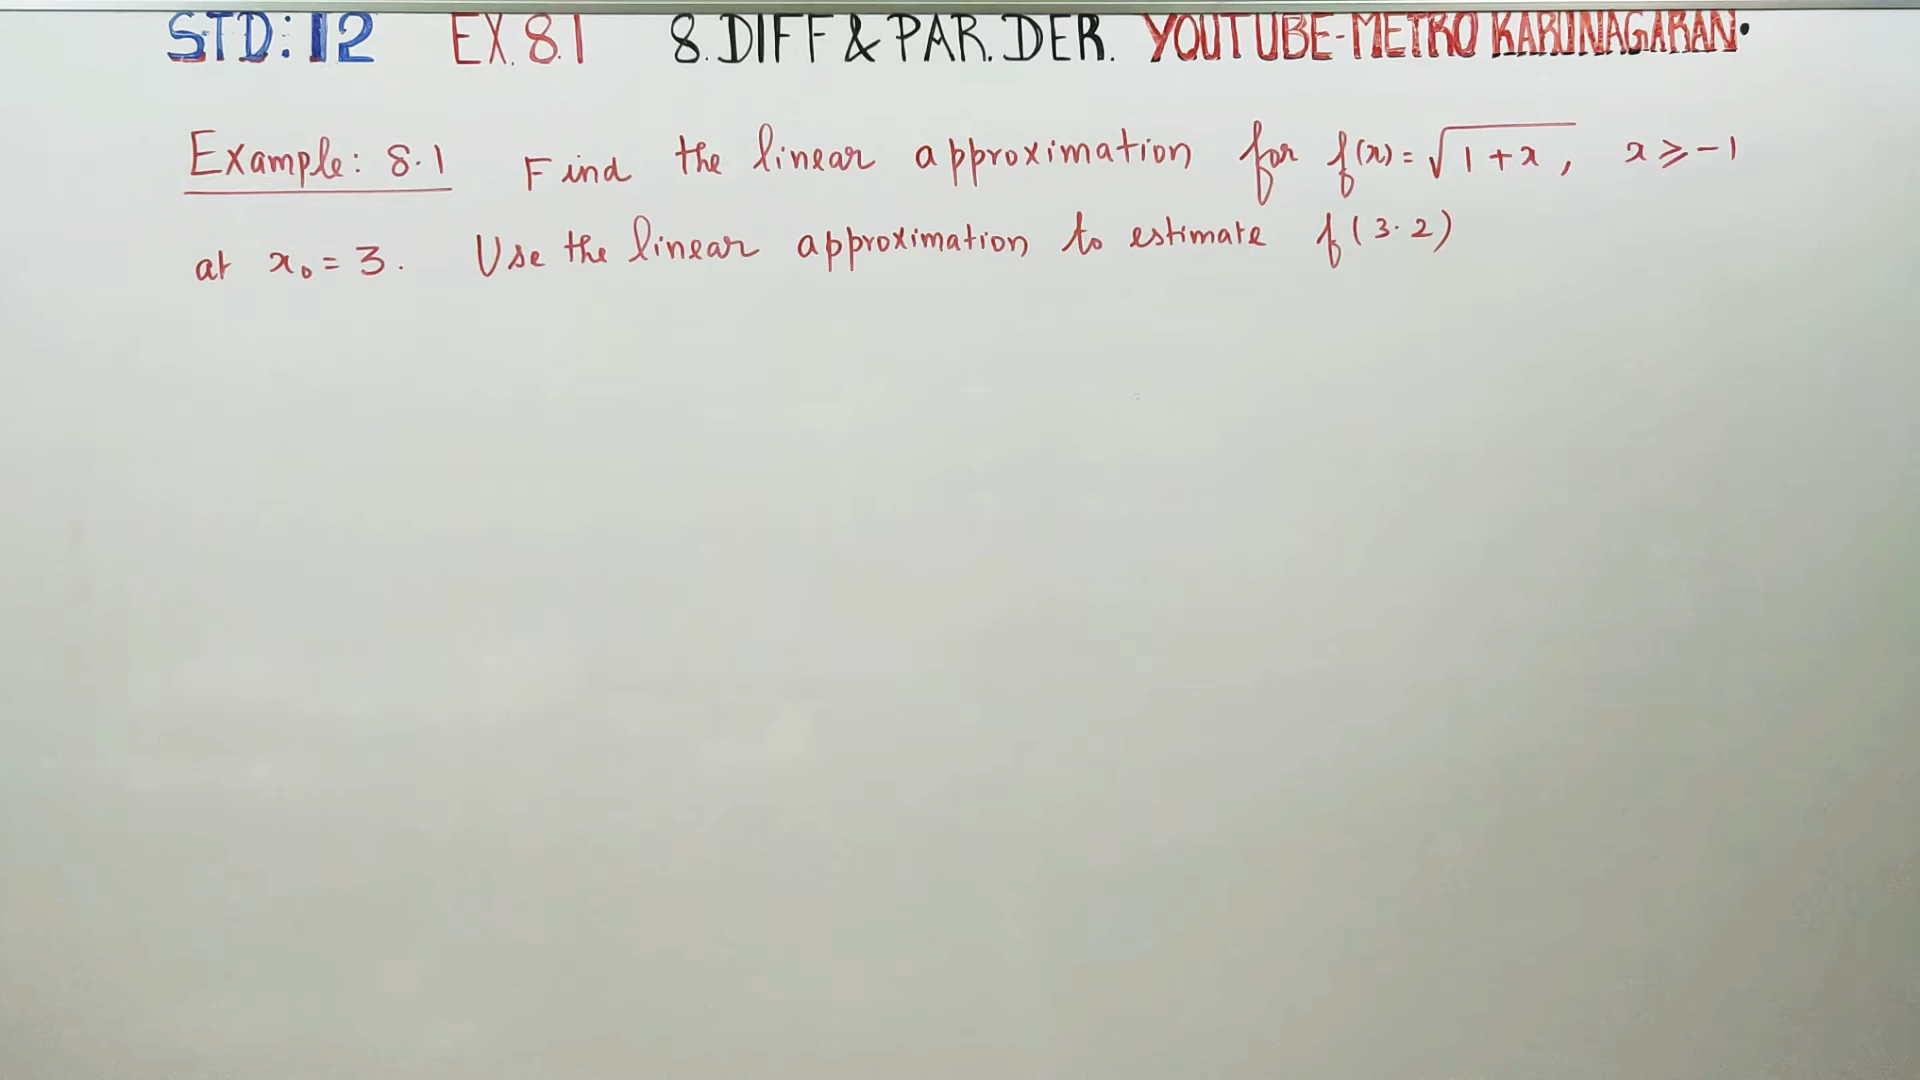 STD: 12 EX. 8.1 8. DIFF & PAR. DER. YOUTUBE-METRO KARUNAGARAN.
Example: 8.1 Find the linear approximation for f(x) = √1+x, x ≥ -1
at x₀ = 3. Use the linear approximation to estimate f(3.2)